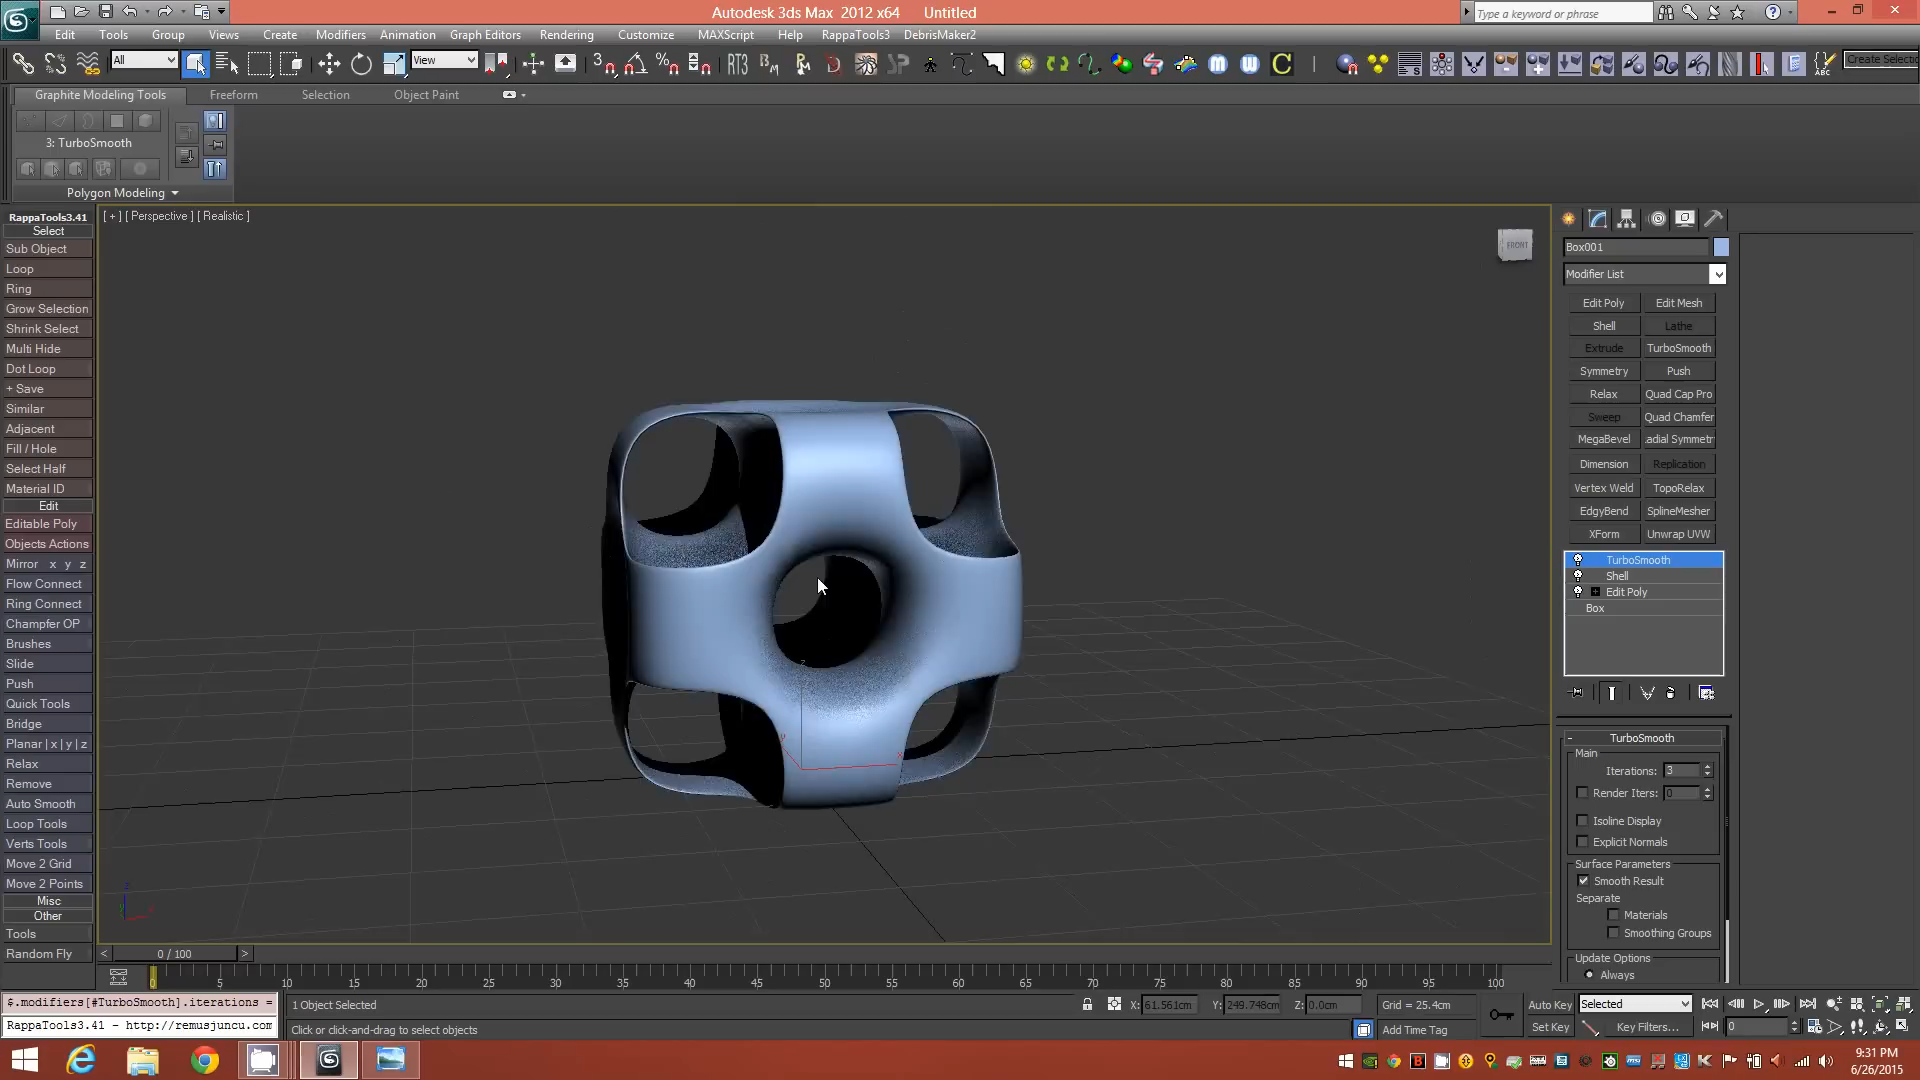 Autodesk 3ds Max 2012 x64 Untitled
Type a keyword or phrase
Edit Tools Group Views Create Modifiers Animation Graph Editors Rendering Customize MAXScript Help RappaTools3 DebrisMaker2
All
View
RT3
Create Selectio
Graphite Modeling Tools Freeform Selection Object Paint
3: TurboSmooth
Polygon Modeling
RappaTools3.41
Select
Sub Object
Loop
Ring
Grow Selection
Shrink Select
Multi Hide
Dot Loop
+ Save
Similar
Adjacent
Fill / Hole
Select Half
Material ID
Edit
Editable Poly
Objects Actions
Mirror x y z
Flow Connect
Ring Connect
Champfer OP
Brushes
Slide
Push
Quick Tools
Bridge
Planar | x | y | z
Relax
Remove
Auto Smooth
Loop Tools
Verts Tools
Move 2 Grid
Move 2 Points
Misc
Other
Tools
Random Fly
[ + ] [ Perspective ] [ Realistic ]
FRONT
Box001
Modifier List
Edit Poly Edit Mesh
Shell Lathe
Extrude TurboSmooth
Symmetry Push
Relax Quad Cap Pro
Sweep Quad Chamfer
MegaBevel adial Symmetr
Dimension Replication
Vertex Weld TopoRelax
EdgyBend SplineMesher
XForm Unwrap UVW
TurboSmooth
Shell
Edit Poly
Box
- TurboSmooth
Main
Iterations: 3
Render Iters: 0
Isoline Display
Explicit Normals
Surface Parameters
Smooth Result
Separate
Materials
Smoothing Groups
Update Options
Always
< 0 / 100 >
0 5 10 15 20 25 30 35 40 45 50 55 60 65 70 75 80 85 90 95 100
$.modifiers[#TurboSmooth].iterations =
RappaTools3.41 - http://remusjuncu.com
1 Object Selected
Click or click-and-drag to select objects
X: 61.561cm Y: 249.748cm Z: 0.0cm Grid = 25.4cm
Add Time Tag
Auto Key Selected
Set Key Key Filters...
0
9:31 PM
6/26/2015